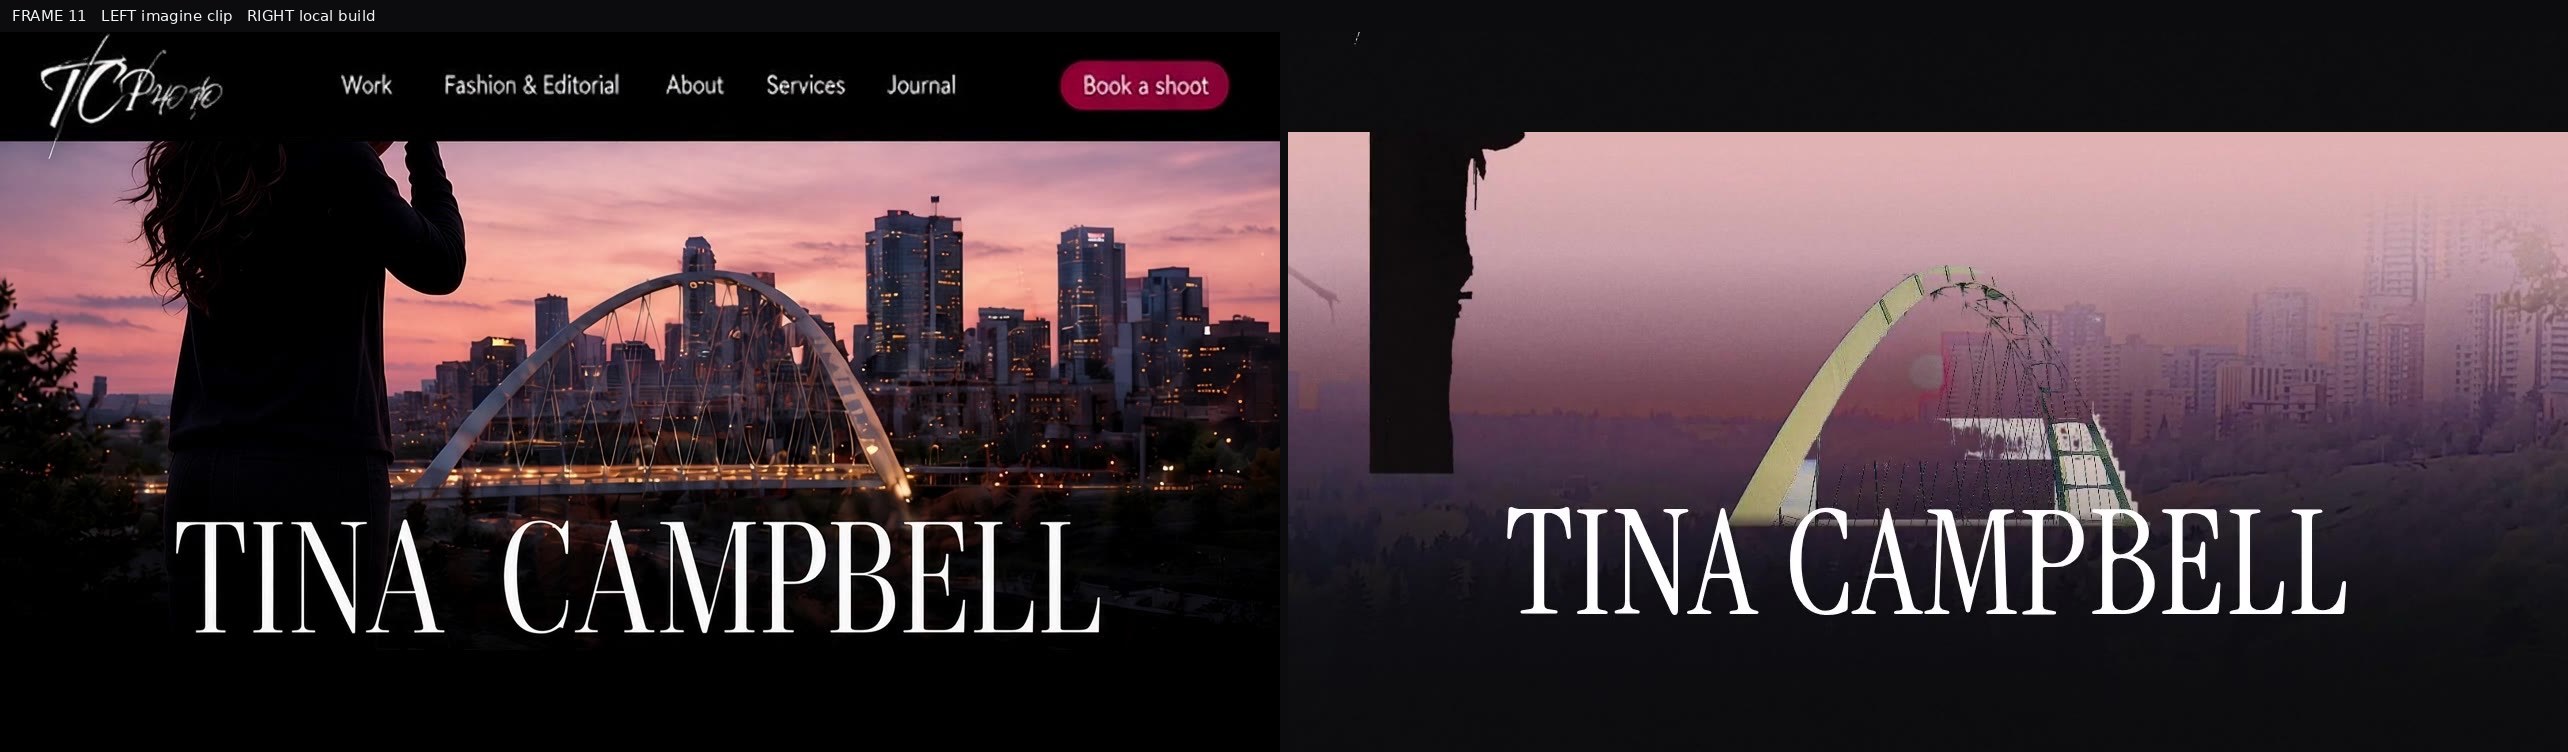 FRAME 11 LEFT imagine clip RIGHT local build
TCPHOTO Work Fashion & Editorial About Services Journal Book a shoot
TINA CAMPBELL
TINA CAMPBELL